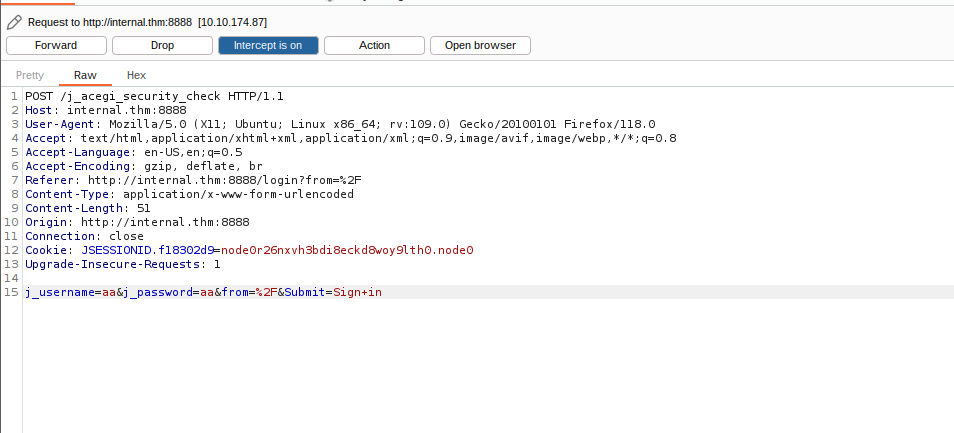 Request to http://internal.thm:8888 [10.10.174.87]
Forward Drop Intercept is on Action Open browser
Pretty Raw Hex
1 POST /j_acegi_security_check HTTP/1.1
2 Host: internal.thm:8888
3 User-Agent: Mozilla/5.0 (X11; Ubuntu; Linux x86_64; rv:109.0) Gecko/20100101 Firefox/118.0
4 Accept: text/html,application/xhtml+xml,application/xml;q=0.9,image/avif,image/webp,*/*;q=0.8
5 Accept-Language: en-US,en;q=0.5
6 Accept-Encoding: gzip, deflate, br
7 Referer: http://internal.thm:8888/login?from=%2F
8 Content-Type: application/x-www-form-urlencoded
9 Content-Length: 51
10 Origin: http://internal.thm:8888
11 Connection: close
12 Cookie: JSESSIONID.f18302d9=node0r26nxvh3bdi8eckd8woy9lth0.node0
13 Upgrade-Insecure-Requests: 1
14
15 j_username=aa&j_password=aa&from=%2F&Submit=Sign+in